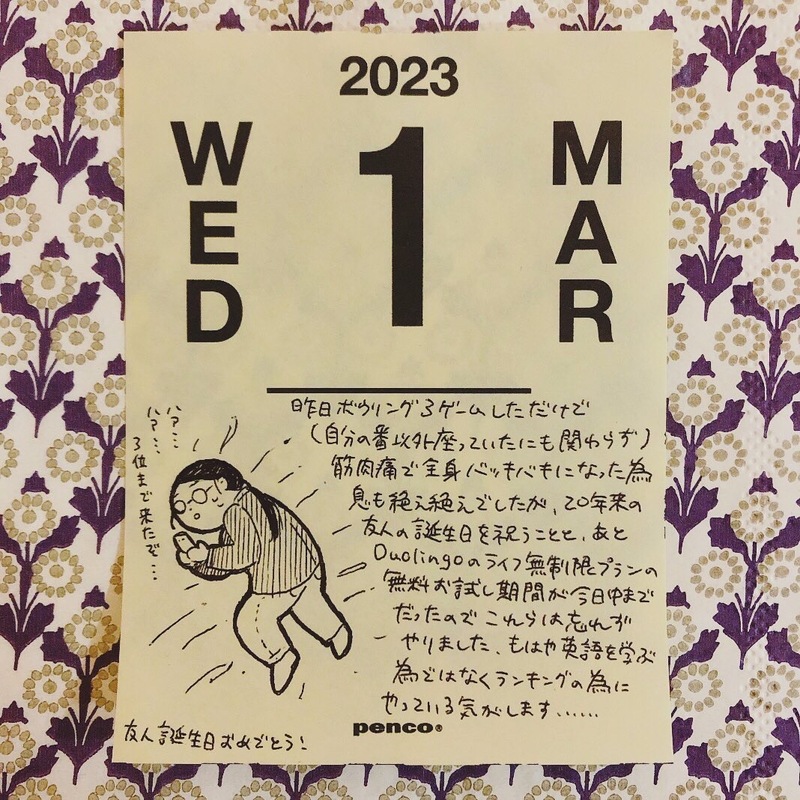 2023
WED
1
MAR
昨日ボウリング3ゲームしただけで
(自分の番以外座っていたにも関わらず)
筋肉痛で全身バッキバキになった為
息も絶え絶えでしたが、20年来の
友人の誕生日を祝うことと、あと
Duolingoのライフ無制限プランの
無料お試し期間が今日中まで
だったので これらは忘れず
やりました、もはや英語を学ぶ
為ではなくランキングの為に
やっている気がします……
ハァ…
ハァ…
3位まで来たで…
友人誕生日おめでとう!
penco®